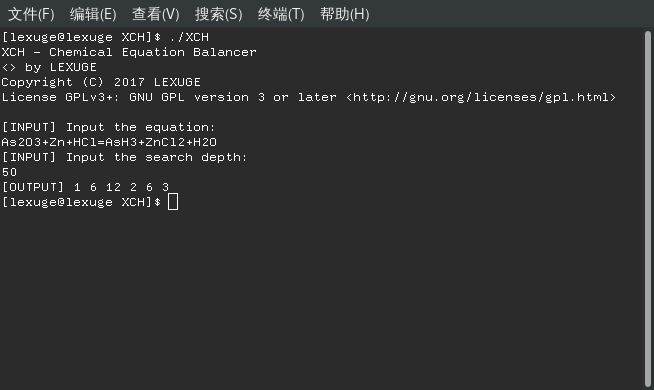 文件(F) 编辑(E) 查看(V) 搜索(S) 终端(T) 帮助(H)
[lexuge@lexuge XCH]$ ./XCH
XCH - Chemical Equation Balancer
<> by LEXUGE
Copyright (C) 2017 LEXUGE
License GPLv3+: GNU GPL version 3 or later <http://gnu.org/licenses/gpl.html>
[INPUT] Input the equation:
As2O3+Zn+HCl=AsH3+ZnCl2+H2O
[INPUT] Input the search depth:
50
[OUTPUT] 1 6 12 2 6 3
[lexuge@lexuge XCH]$